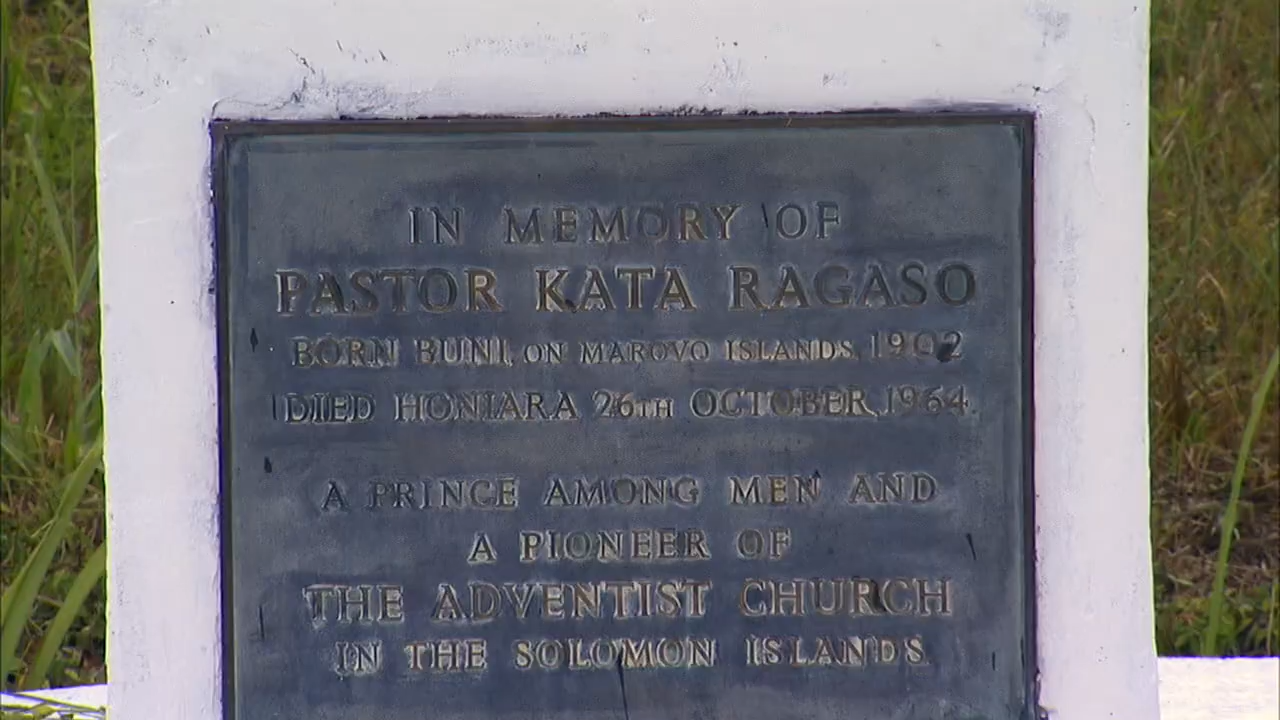 IN MEMORY OF
PASTOR KATA RAGASO
BORN BUNI, ON MAROVO ISLANDS, 1902
DIED HONIARA 26TH OCTOBER, 1964.
A PRINCE AMONG MEN AND
A PIONEER OF
THE ADVENTIST CHURCH
IN THE SOLOMON ISLANDS.